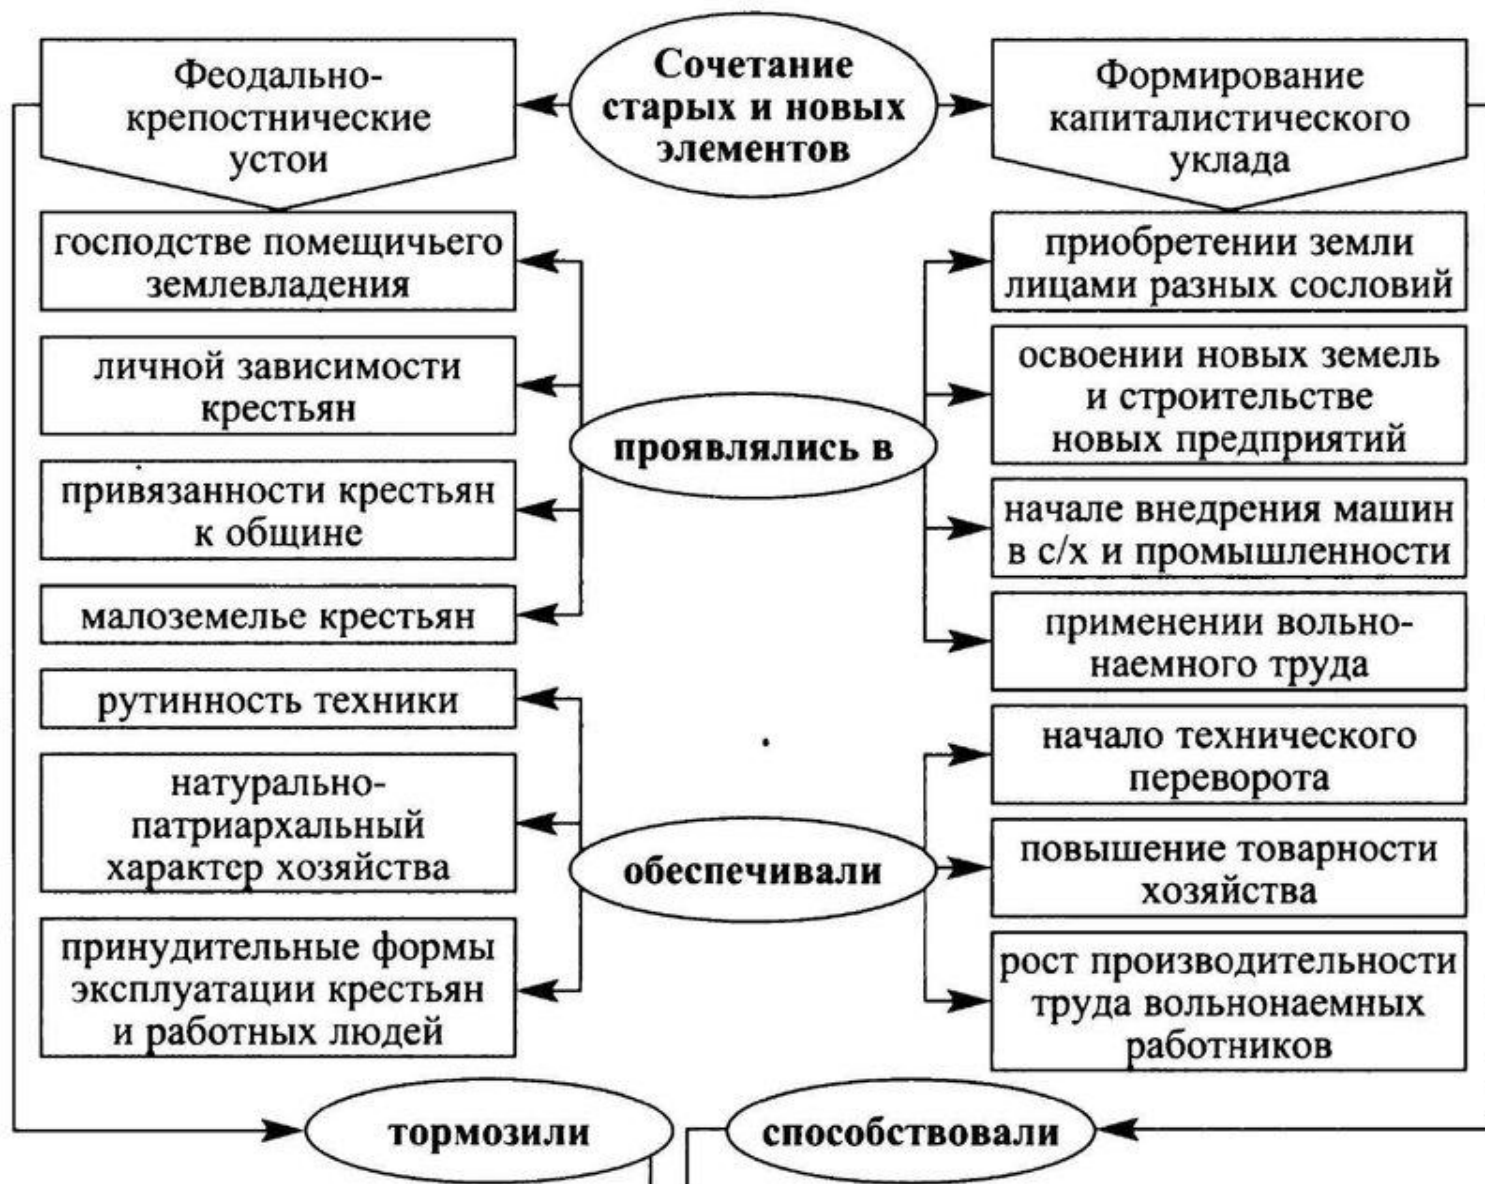 Сочетание
старых и новых
элементов
Феодально-
крепостнические
устои
Формирование
капиталистического
уклада
господстве помещичьего
землевладения
личной зависимости
крестьян
привязанности крестьян
к общине
малоземелье крестьян
проявлялись в
приобретении земли
лицами разных сословий
освоении новых земель
и строительстве
новых предприятий
начале внедрения машин
в с/х и промышленности
применении вольно-
наемного труда
рутинность техники
натурально-
патриархальный
характер хозяйства
принудительные формы
эксплуатации крестьян
и работных людей
обеспечивали
начало технического
переворота
повышение товарности
хозяйства
рост производительности
труда вольнонаемных
работников
тормозили
способствовали